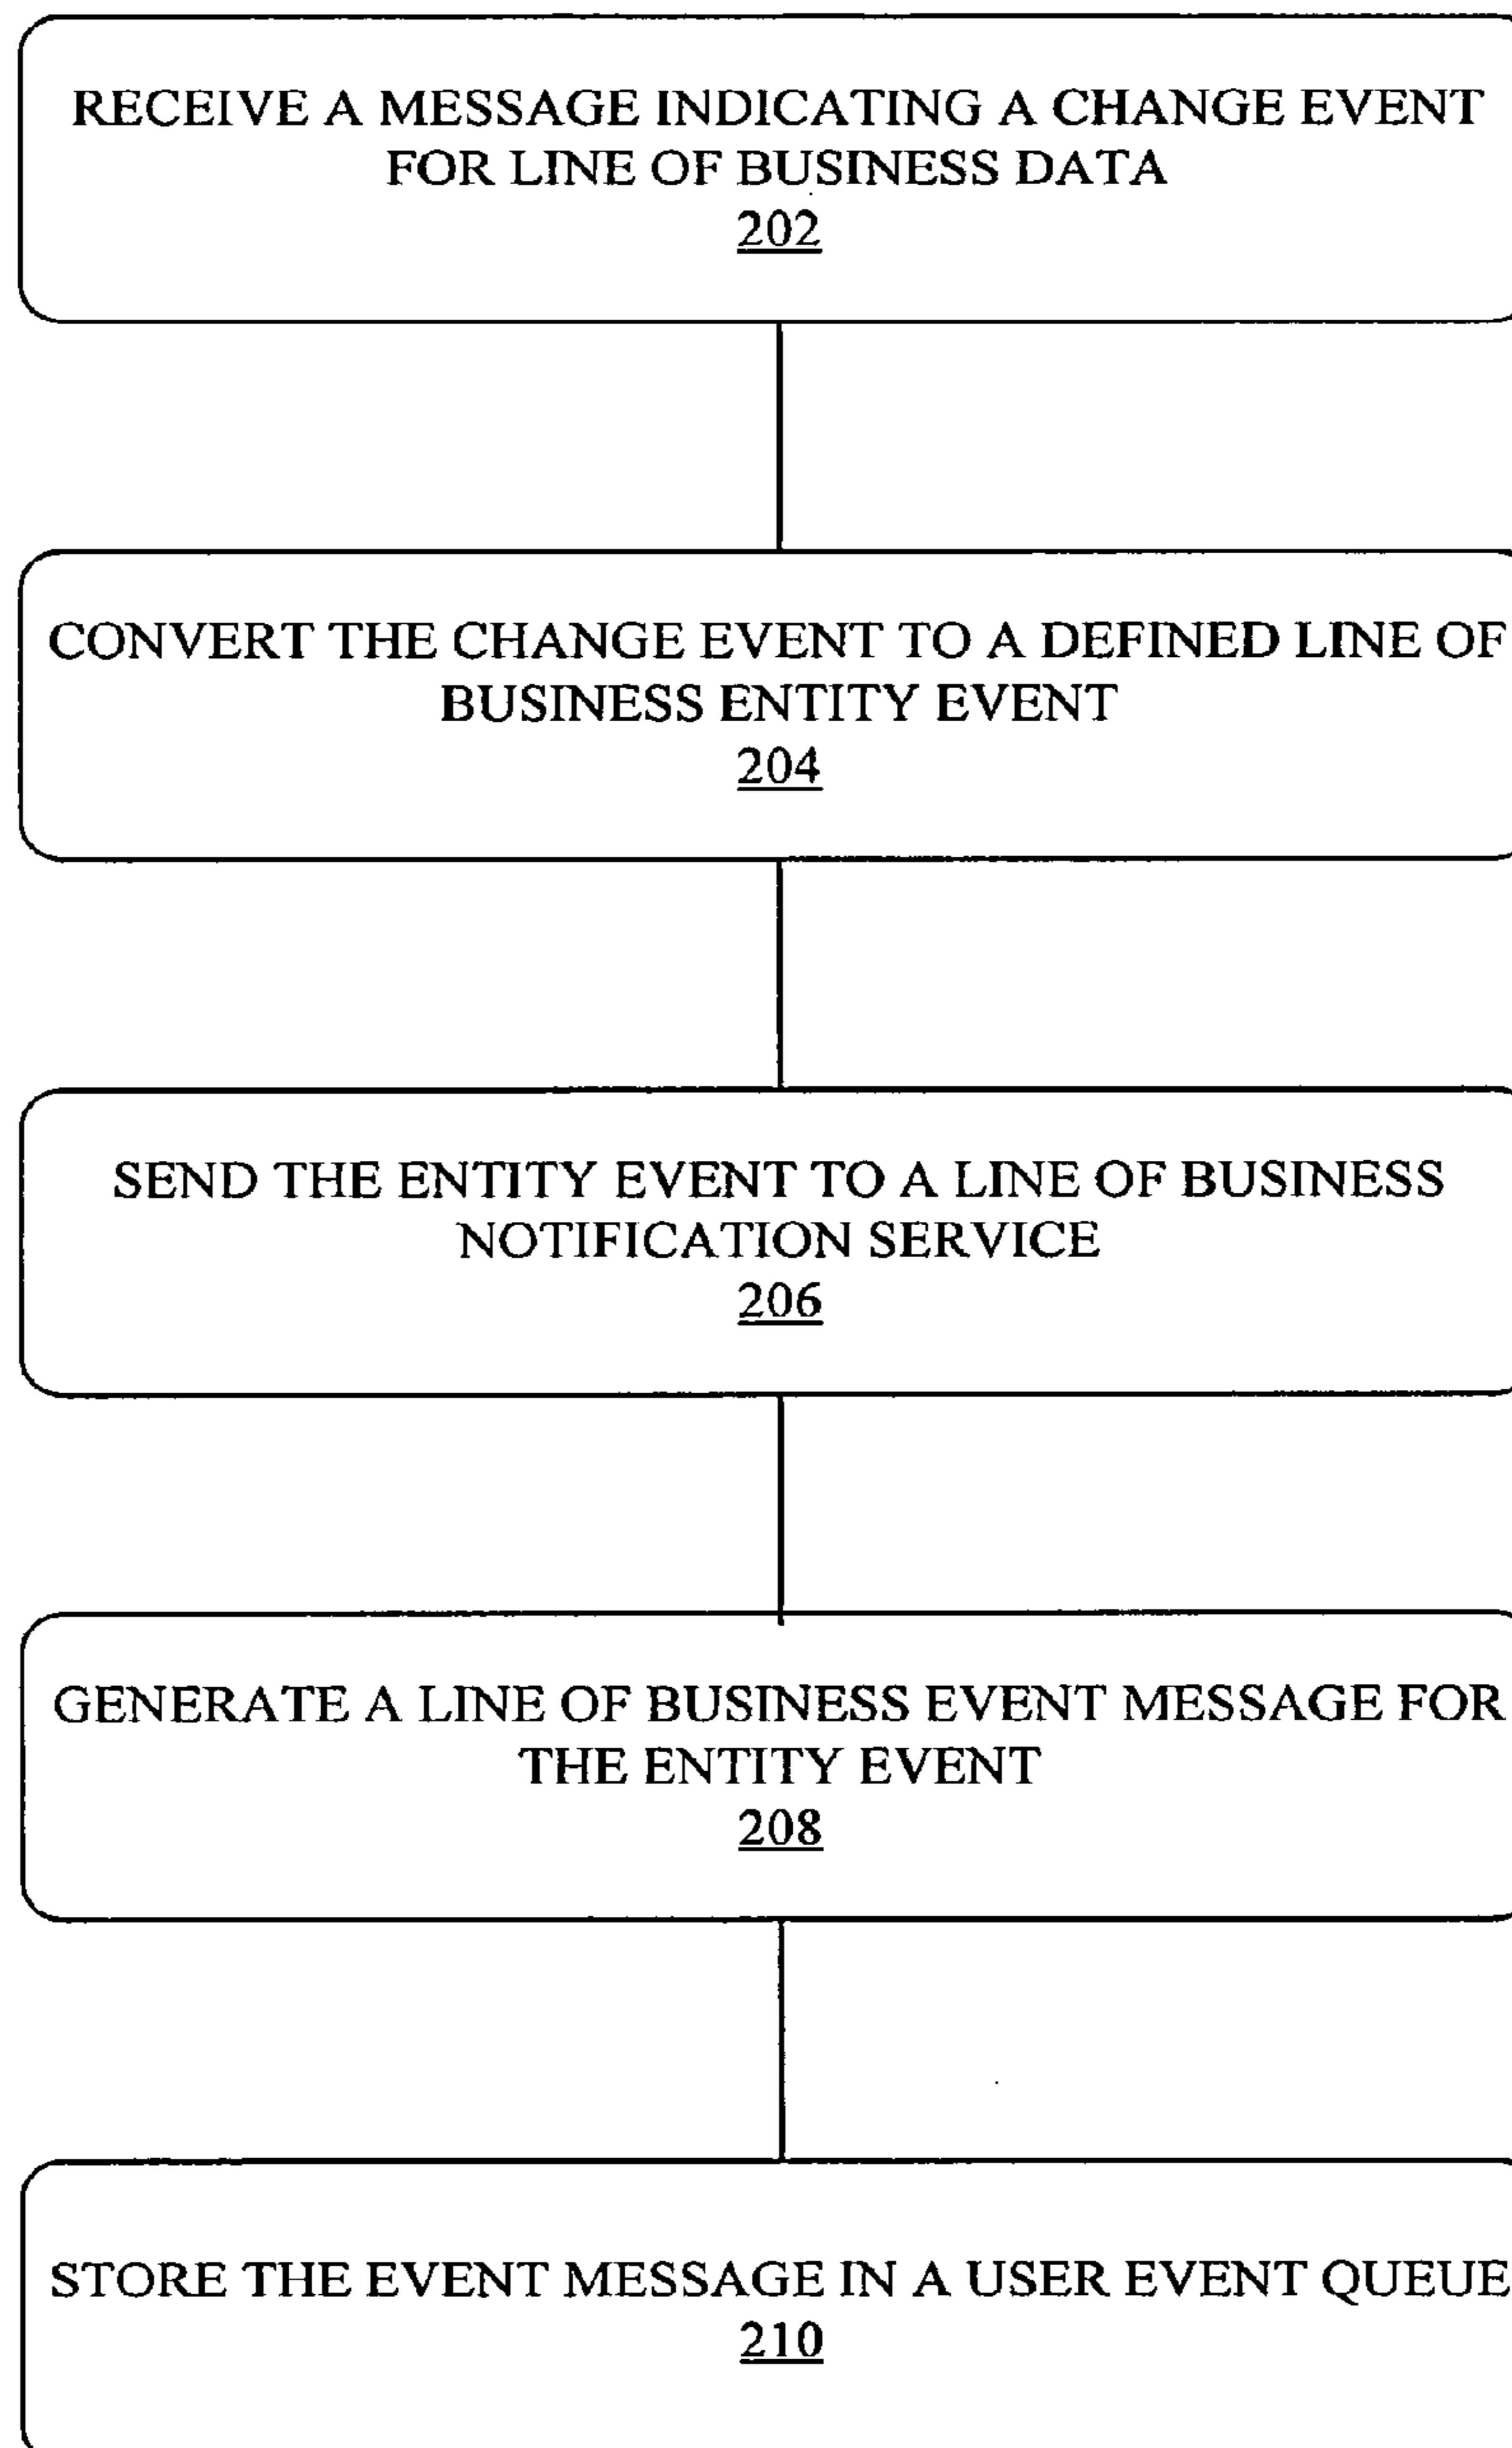 RECEIVE A MESSAGE INDICATING A CHANGE EVENT
FOR LINE OF BUSINESS DATA
202
CONVERT THE CHANGE EVENT TO A DEFINED LINE OF
BUSINESS ENTITY EVENT
204
SEND THE ENTITY EVENT TO A LINE OF BUSINESS
NOTIFICATION SERVICE
206
GENERATE A LINE OF BUSINESS EVENT MESSAGE FOR
THE ENTITY EVENT
208
STORE THE EVENT MESSAGE IN A USER EVENT QUEUE
210